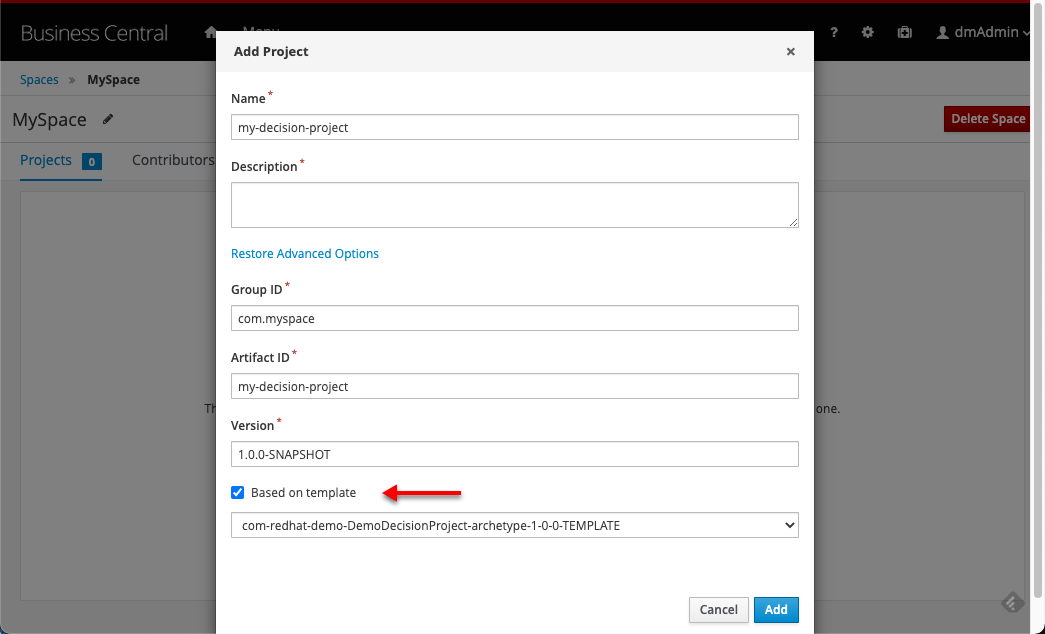 Business Central
Menu
?
dmAdmin
Add Project
×
Spaces » MySpace
MySpace
Delete Space
Projects 0
Contributors
Name *
my-decision-project
Description *
Restore Advanced Options
Group ID *
com.myspace
Artifact ID *
my-decision-project
Th
one.
Version *
1.0.0-SNAPSHOT
Based on template
com-redhat-demo-DemoDecisionProject-archetype-1-0-0-TEMPLATE
Cancel
Add